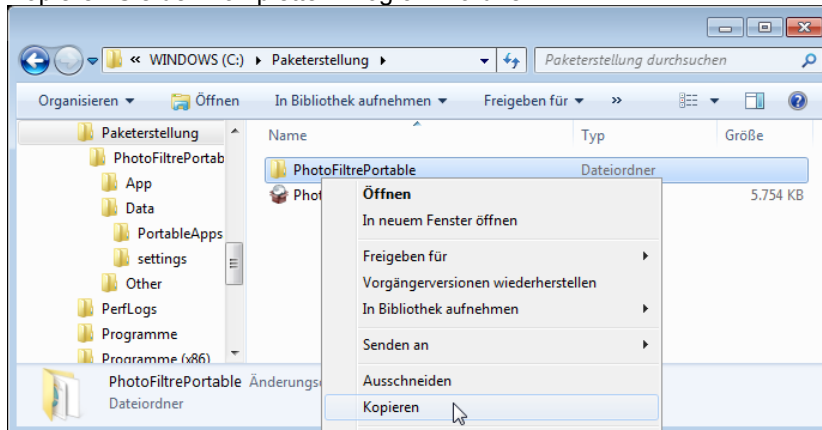 « WINDOWS (C:) ▸ Paketerstellung ▸
Paketerstellung durchsuchen
Organisieren ▾ Öffnen In Bibliothek aufnehmen ▾ Freigeben für ▾ »
Paketerstellung
PhotoFiltrePortab
App
Data
PortableApps
settings
Other
PerfLogs
Programme
Programme (x86)
Name Typ Größe
PhotoFiltrePortable Dateiordner
Phot 5.754 KB
Öffnen
In neuem Fenster öffnen
Freigeben für
Vorgängerversionen wiederherstellen
In Bibliothek aufnehmen
Senden an
Ausschneiden
Kopieren
PhotoFiltrePortable Änderungs
Dateiordner